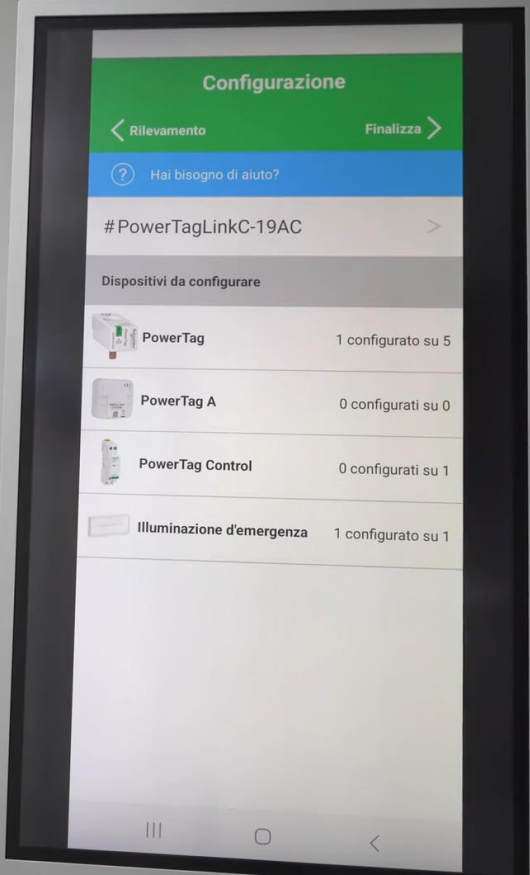 Configurazione
Rilevamento
Finalizza
? Hai bisogno di aiuto?
#PowerTagLinkC-19AC
Dispositivi da configurare
PowerTag 1 configurato su 5
PowerTag A 0 configurati su 0
PowerTag Control 0 configurati su 1
Illuminazione d'emergenza 1 configurato su 1